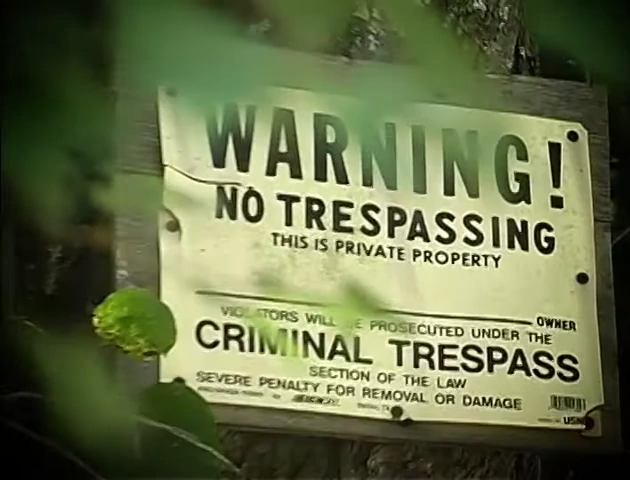 WARNING!
NO TRESPASSING
THIS IS PRIVATE PROPERTY
OWNER
VIOLATORS WILL BE PROSECUTED UNDER THE
CRIMINAL TRESPASS
SECTION OF THE LAW
SEVERE PENALTY FOR REMOVAL OR DAMAGE